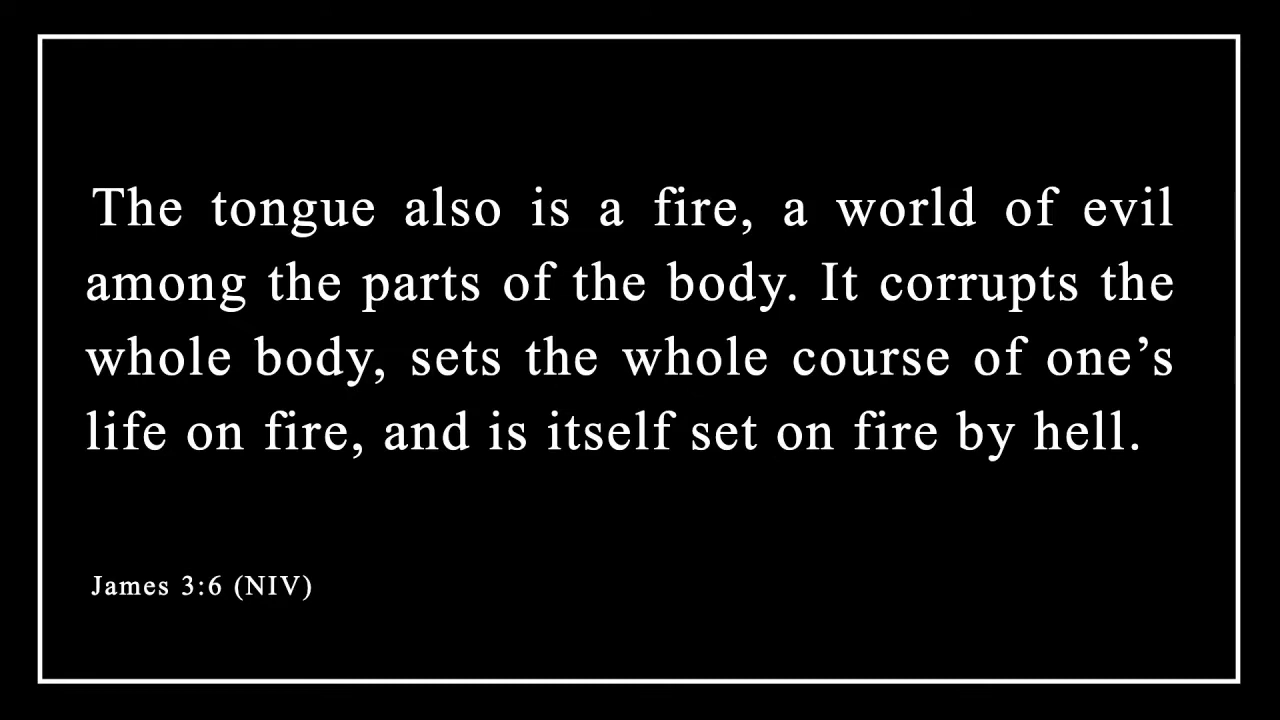 The tongue also is a fire, a world of evil
among the parts of the body. It corrupts the
whole body, sets the whole course of one’s
life on fire, and is itself set on fire by hell.
James 3:6 (NIV)